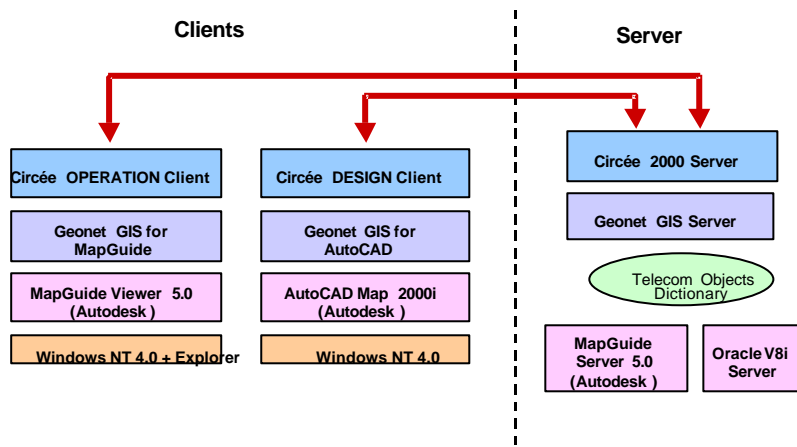 Clients
Server
Circée OPERATION Client
Circée DESIGN Client
Circée 2000 Server
Geonet GIS for
MapGuide
Geonet GIS for
AutoCAD
Geonet GIS Server
MapGuide Viewer 5.0
(Autodesk )
AutoCAD Map 2000i
(Autodesk )
Telecom Objects
Dictionary
Windows NT 4.0 + Explorer
Windows NT 4.0
MapGuide
Server 5.0
(Autodesk )
Oracle V8i
Server